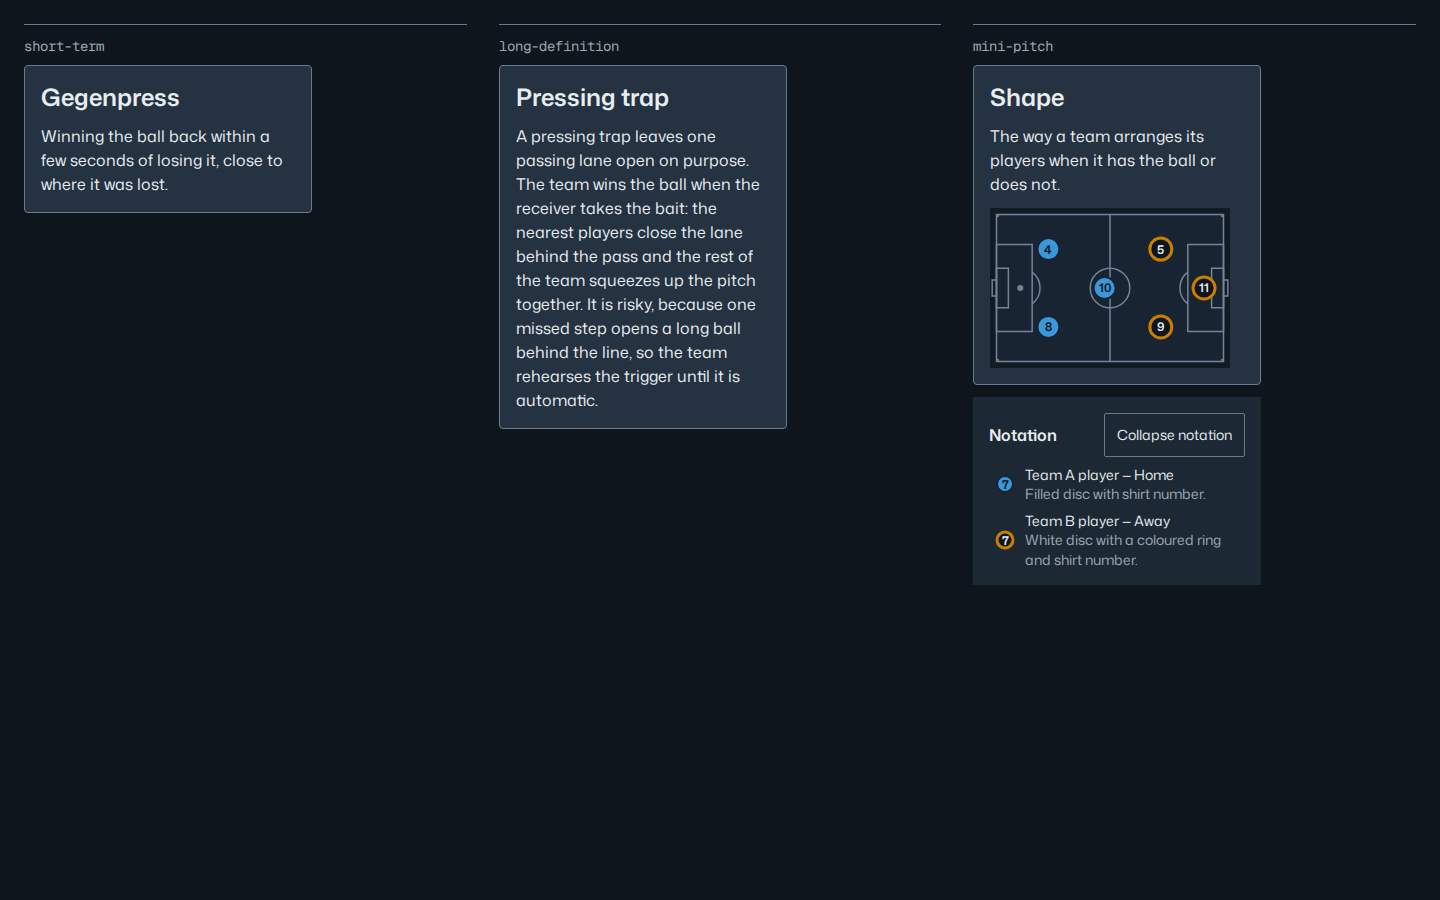 short-term
Gegenpress
Winning the ball back within a
few seconds of losing it, close to
where it was lost.
long-definition
Pressing trap
A pressing trap leaves one
passing lane open on purpose.
The team wins the ball when the
receiver takes the bait: the
nearest players close the lane
behind the pass and the rest of
the team squeezes up the pitch
together. It is risky, because one
missed step opens a long ball
behind the line, so the team
rehearses the trigger until it is
automatic.
mini-pitch
Shape
The way a team arranges its
players when it has the ball or
does not.
4
5
10
11
8
9
Notation
Collapse notation
7
Team A player – Home
Filled disc with shirt number.
7
Team B player – Away
White disc with a coloured ring
and shirt number.